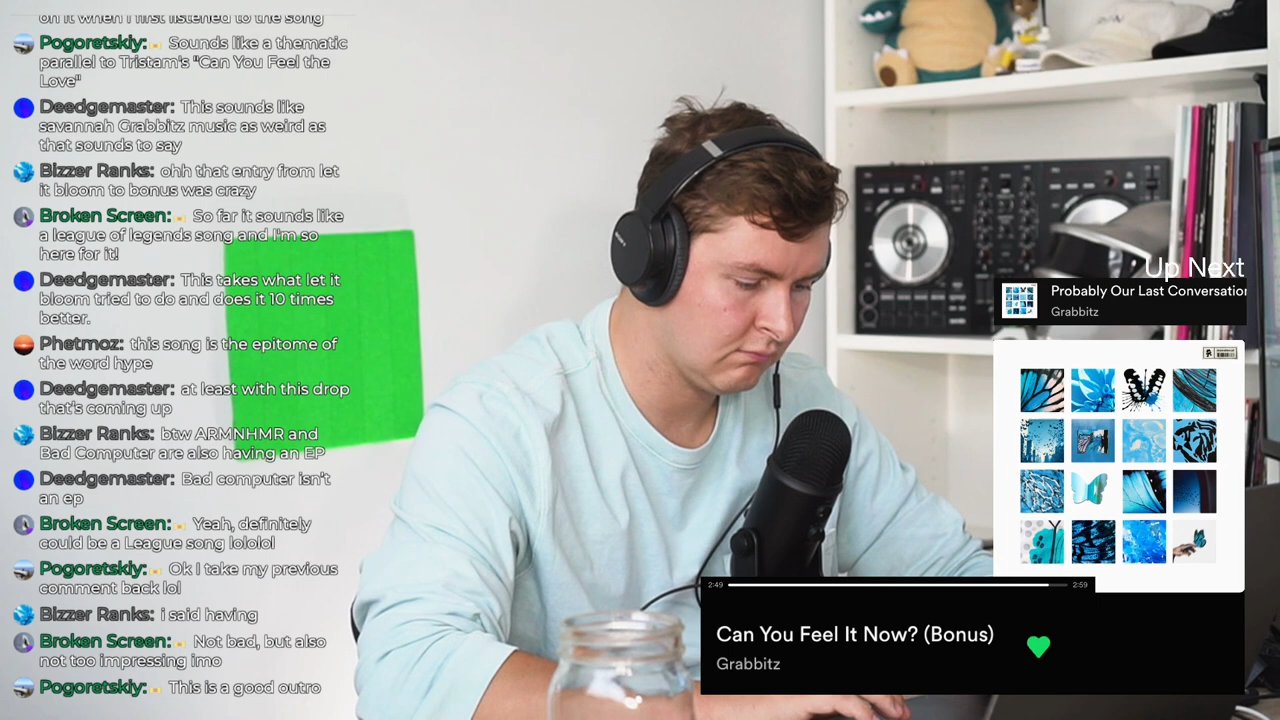 on it when I first listened to the song
Pogoretskiy: Sounds like a thematic
parallel to Tristam's "Can You Feel the
Love"
Deedgemaster: This sounds like
savannah Grabbitz music as weird as
that sounds to say
Bizzer Ranks: ohh that entry from let
it bloom to bonus was crazy
Broken Screen: So far it sounds like
a league of legends song and I'm so
here for it!
Deedgemaster: This takes what let it
bloom tried to do and does it 10 times
better.
Phetmoz: this song is the epitome of
the word hype
Deedgemaster: at least with this drop
that's coming up
Bizzer Ranks: btw ARMNHMR and
Bad Computer are also having an EP
Deedgemaster: Bad computer isn't
an ep
Broken Screen: Yeah, definitely
could be a League song lololol
Pogoretskiy: Ok I take my previous
comment back lol
Bizzer Ranks: i said having
Broken Screen: Not bad, but also
not too impressing imo
Pogoretskiy: This is a good outro
SONY
Up Next
Probably Our Last Conversation
Grabbitz
2:49 2:59
Can You Feel It Now? (Bonus)
Grabbitz